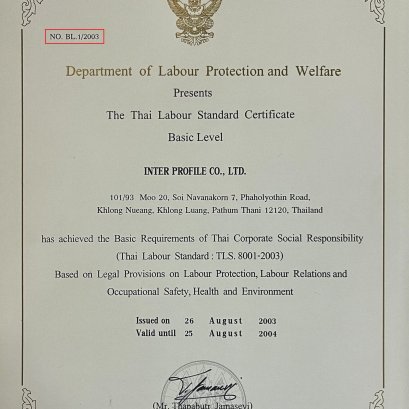 NO. BL.1/2003
Department of Labour Protection and Welfare
Presents
The Thai Labour Standard Certificate
Basic Level
INTER PROFILE CO., LTD.
101/93 Moo 20, Soi Navanakorn 7, Phaholyothin Road,
Khlong Nueang, Khlong Luang, Pathum Thani 12120, Thailand
has achieved the Basic Requirements of Thai Corporate Social Responsibility
(Thai Labour Standard : TLS. 8001-2003)
Based on Legal Provisions on Labour Protection, Labour Relations and
Occupational Safety, Health and Environment
Issued on 26 August 2003
Valid until 25 August 2004
(Mr. Thapabutr Jamasevi)